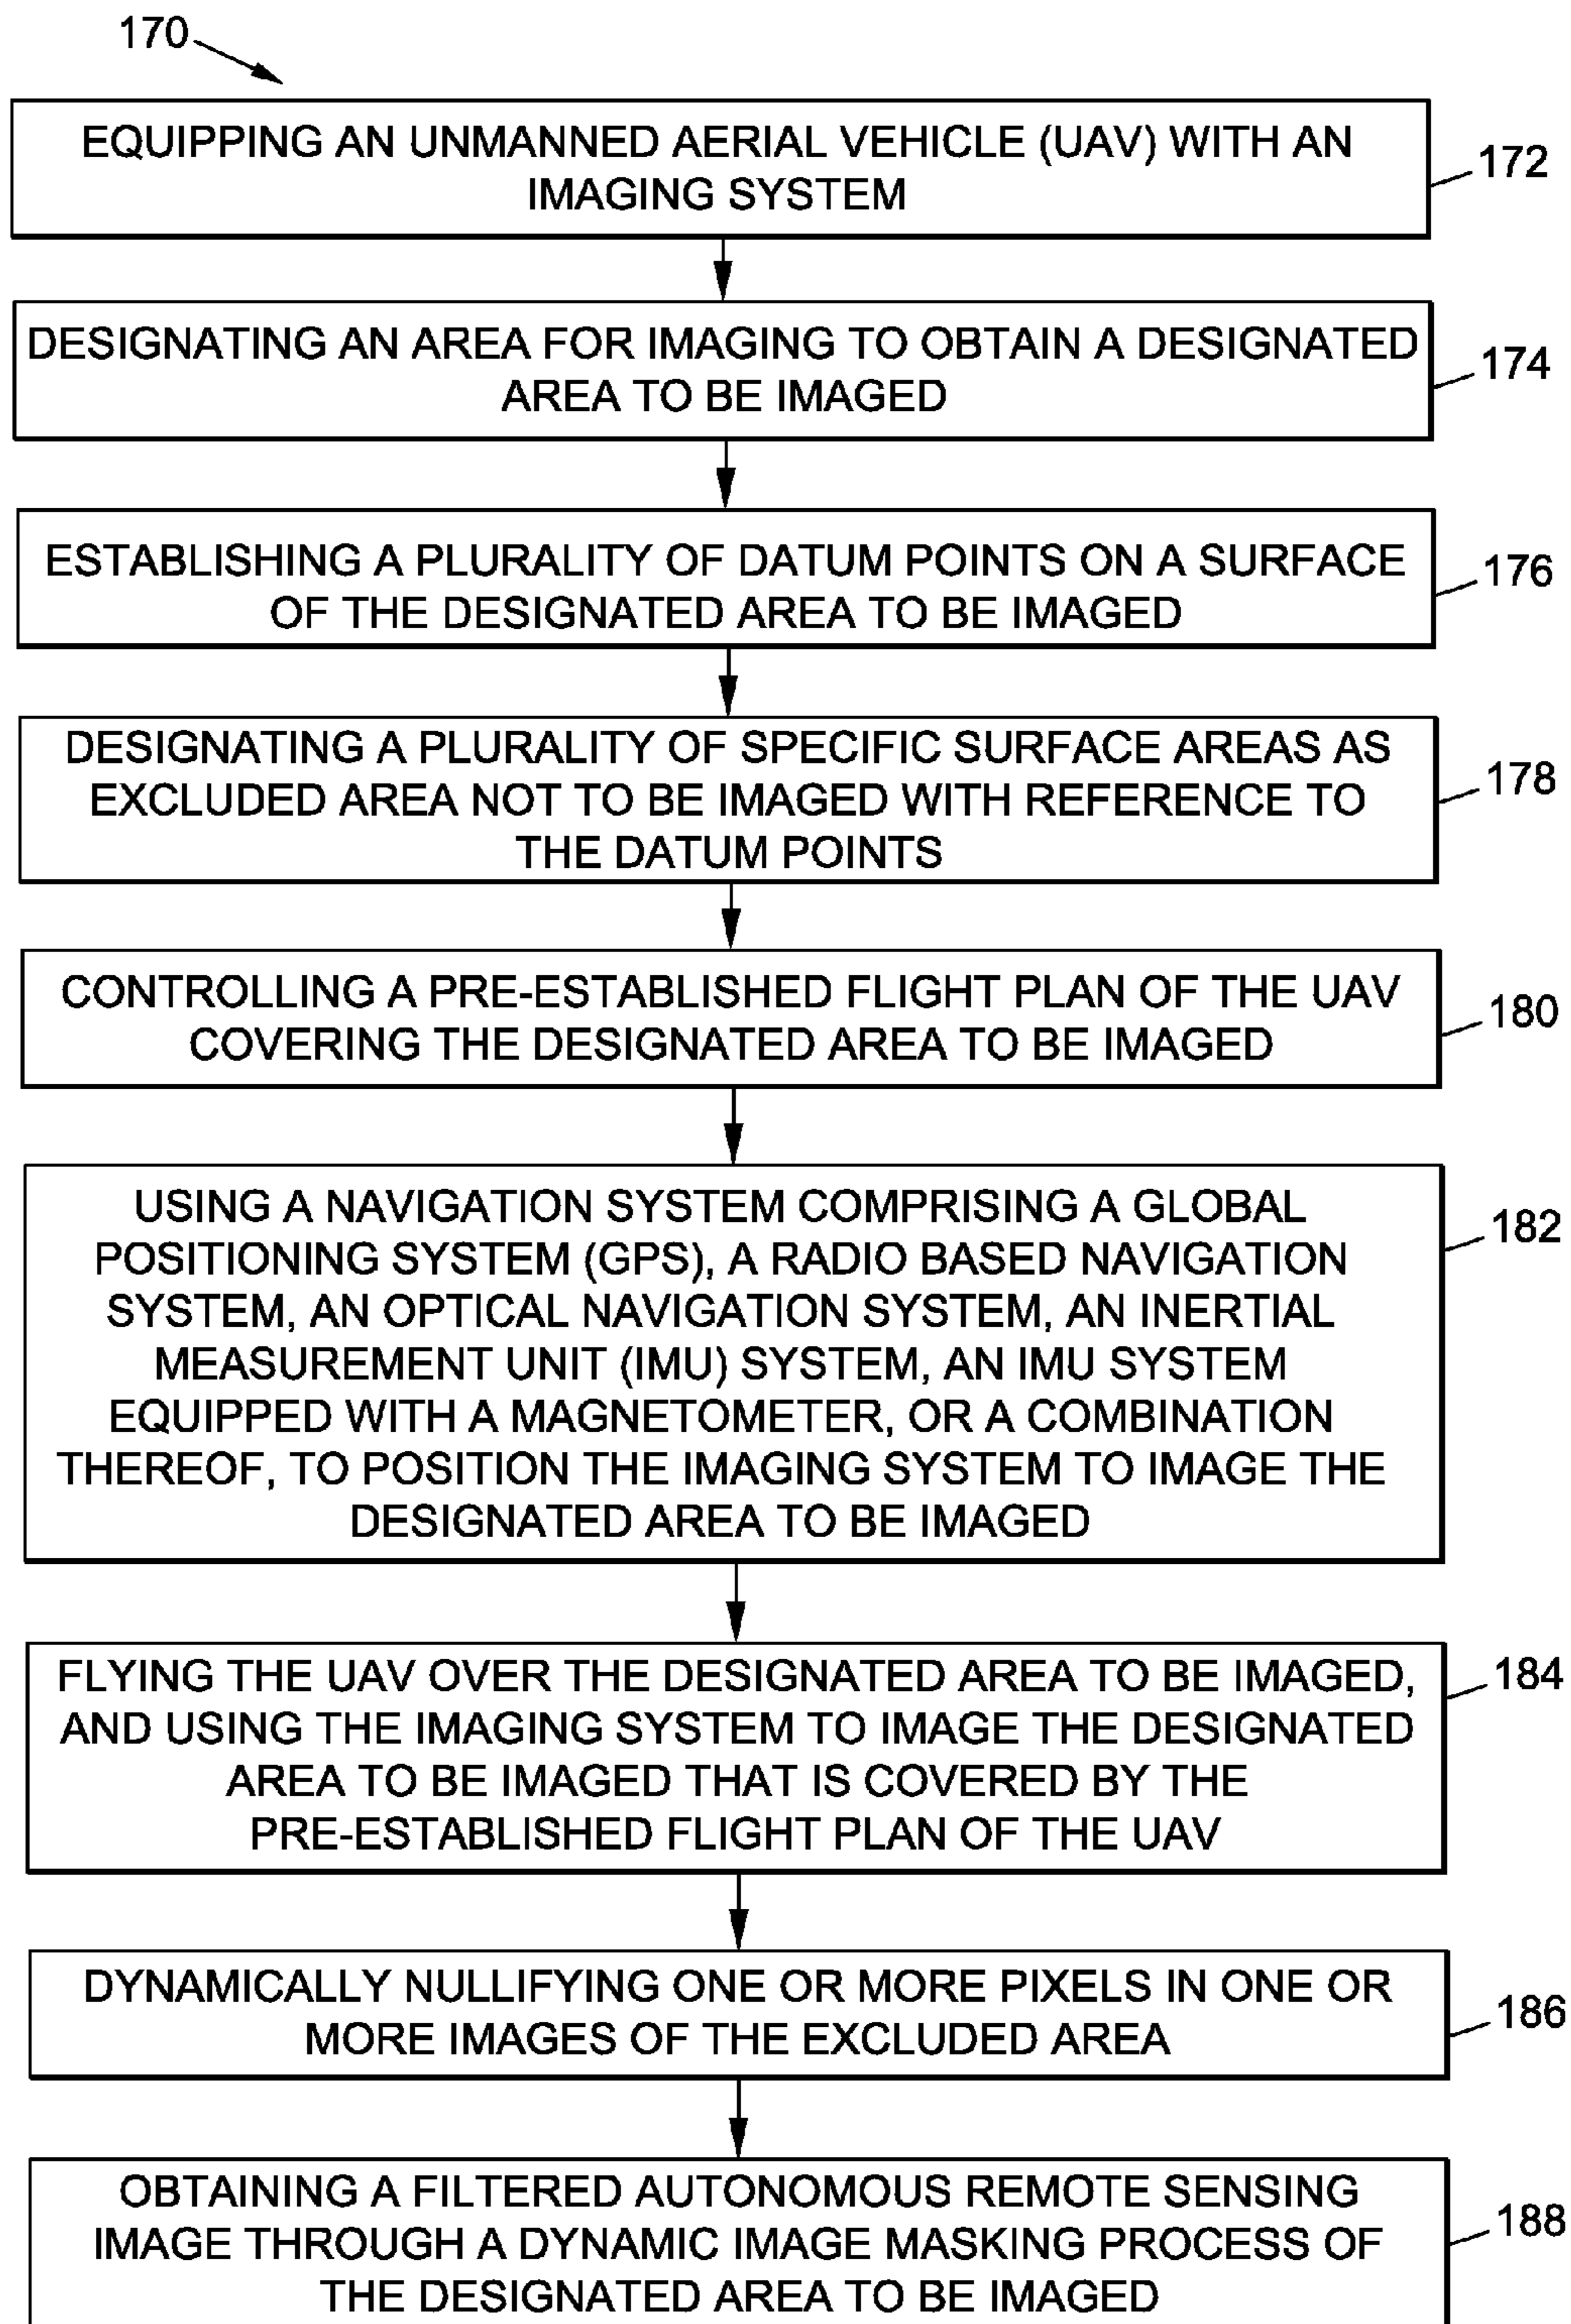 170
EQUIPPING AN UNMANNED AERIAL VEHICLE (UAV) WITH AN
IMAGING SYSTEM
172
DESIGNATING AN AREA FOR IMAGING TO OBTAIN A DESIGNATED
AREA TO BE IMAGED
174
ESTABLISHING A PLURALITY OF DATUM POINTS ON A SURFACE
OF THE DESIGNATED AREA TO BE IMAGED
176
DESIGNATING A PLURALITY OF SPECIFIC SURFACE AREAS AS
EXCLUDED AREA NOT TO BE IMAGED WITH REFERENCE TO
THE DATUM POINTS
178
CONTROLLING A PRE-ESTABLISHED FLIGHT PLAN OF THE UAV
COVERING THE DESIGNATED AREA TO BE IMAGED
180
USING A NAVIGATION SYSTEM COMPRISING A GLOBAL
POSITIONING SYSTEM (GPS), A RADIO BASED NAVIGATION
SYSTEM, AN OPTICAL NAVIGATION SYSTEM, AN INERTIAL
MEASUREMENT UNIT (IMU) SYSTEM, AN IMU SYSTEM
EQUIPPED WITH A MAGNETOMETER, OR A COMBINATION
THEREOF, TO POSITION THE IMAGING SYSTEM TO IMAGE THE
DESIGNATED AREA TO BE IMAGED
182
FLYING THE UAV OVER THE DESIGNATED AREA TO BE IMAGED,
AND USING THE IMAGING SYSTEM TO IMAGE THE DESIGNATED
AREA TO BE IMAGED THAT IS COVERED BY THE
PRE-ESTABLISHED FLIGHT PLAN OF THE UAV
184
DYNAMICALLY NULLIFYING ONE OR MORE PIXELS IN ONE OR
MORE IMAGES OF THE EXCLUDED AREA
186
OBTAINING A FILTERED AUTONOMOUS REMOTE SENSING
IMAGE THROUGH A DYNAMIC IMAGE MASKING PROCESS OF
THE DESIGNATED AREA TO BE IMAGED
188